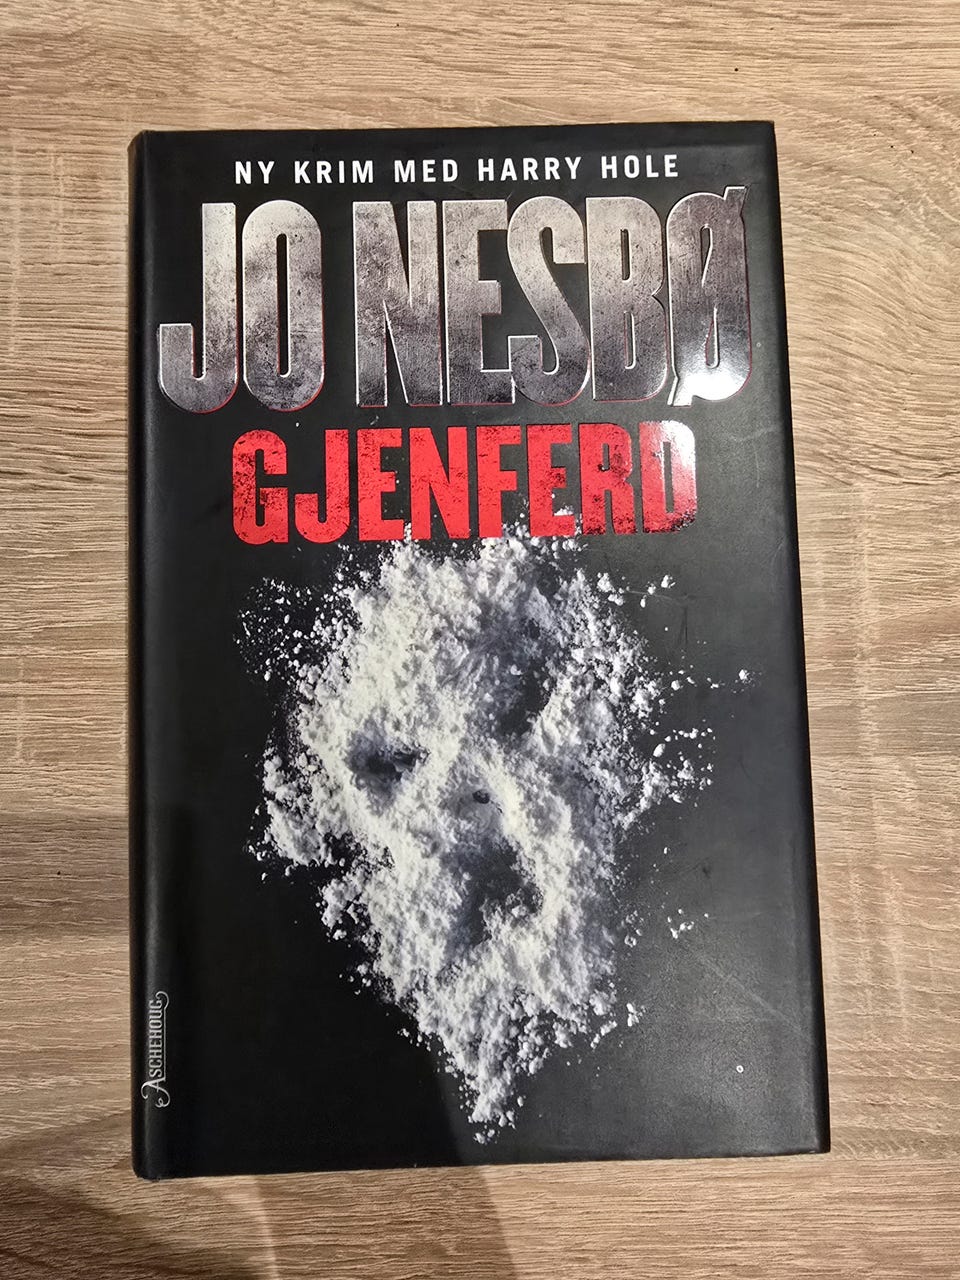 NY KRIM MED HARRY HOLE
JO NESBØ
GJENFERD
ASCHEHOUG